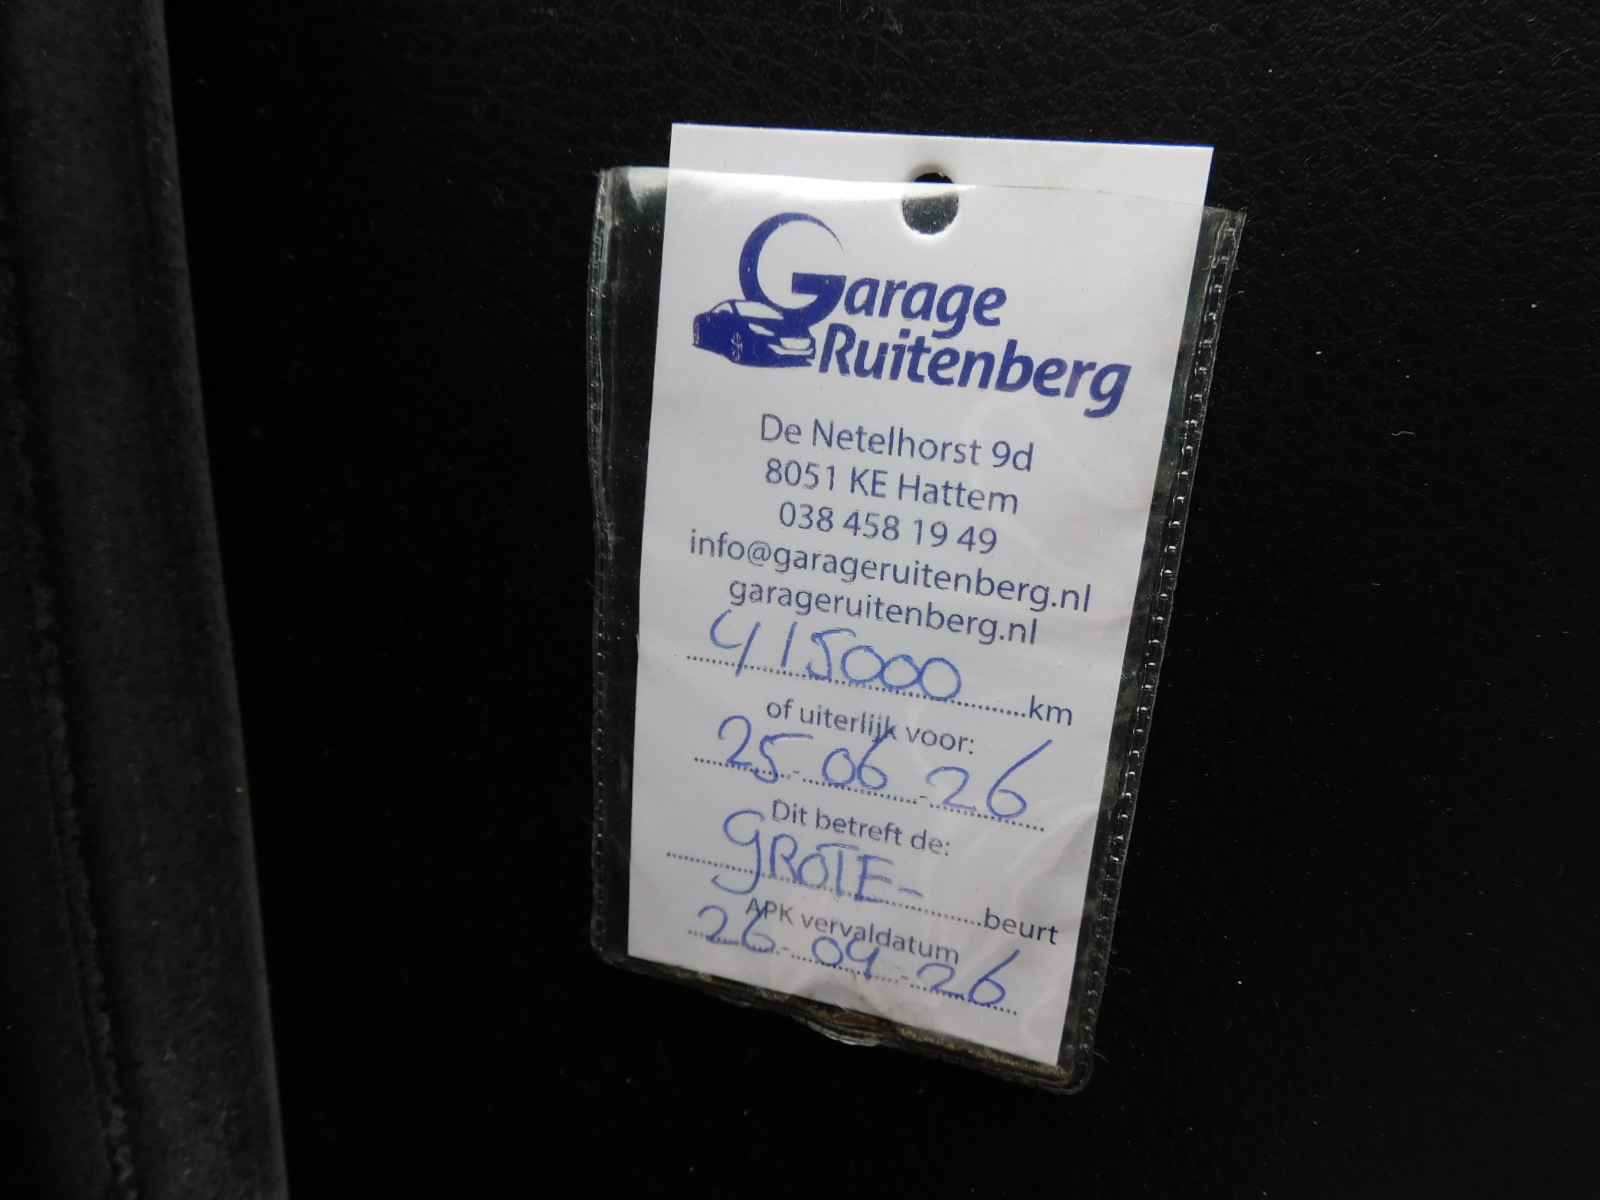 Garage
Ruitenberg
De Netelhorst 9d
8051 KE Hattem
038 458 19 49
info@garageruitenberg.nl
garageruitenberg.nl
415000 km
of uiterlijk voor:
25-06-26
Dit betreft de:
GROTE- beurt
APK vervaldatum
26-04-26